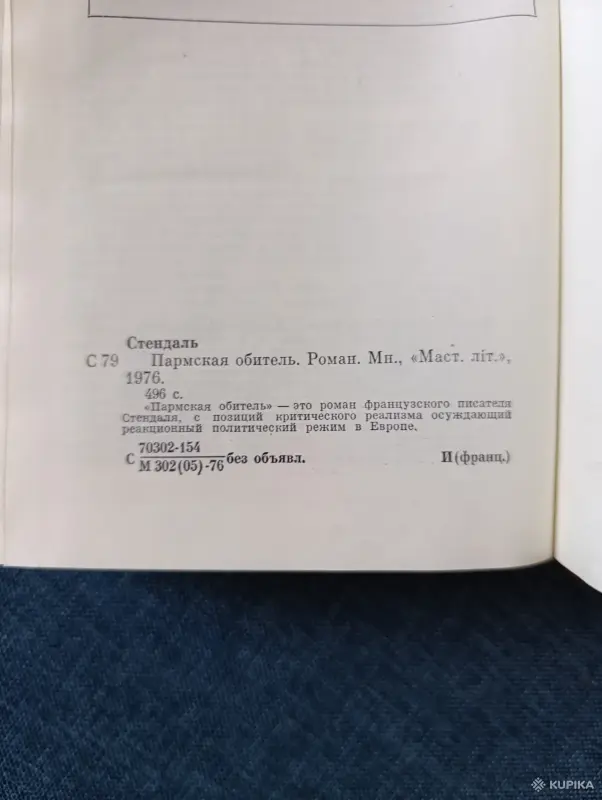 Стендаль
С 79 Пармская обитель. Роман. Мн., «Маст. літ.»,
1976.
496 с.
«Пармская обитель» — это роман французского писателя
Стендаля, с позиций критического реализма осуждающий
реакционный политический режим в Европе.
С 70302-154
М 302(05)-76 без объявл. И(франц.)
KUPIKA